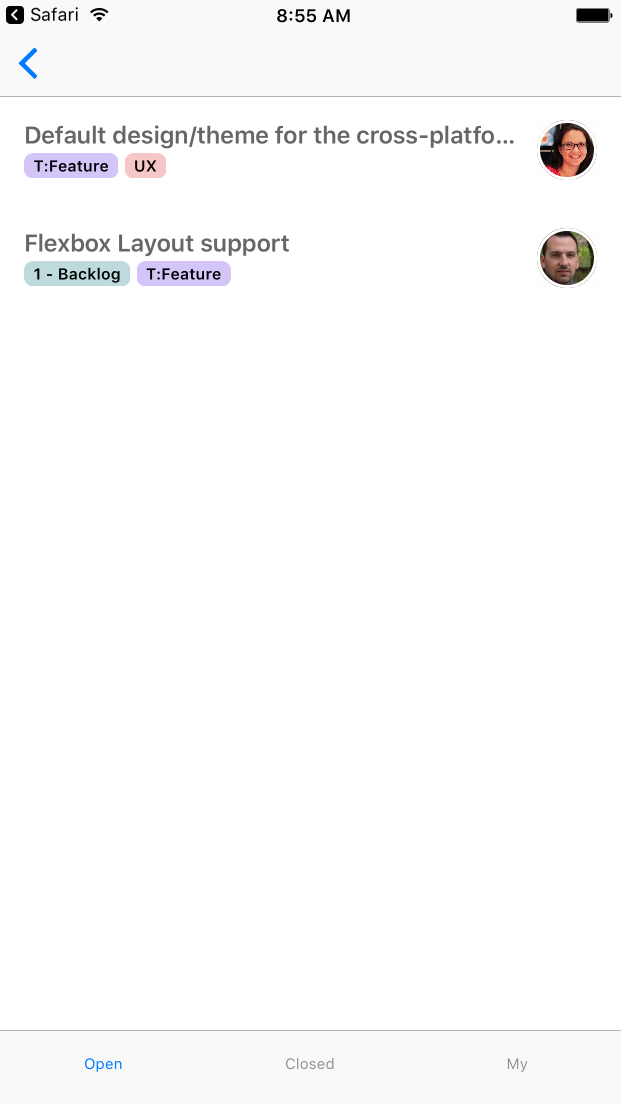 Safari 8:55 AM
Default design/theme for the cross-platfo...
T:Feature UX
Flexbox Layout support
1 - Backlog T:Feature
Open Closed My